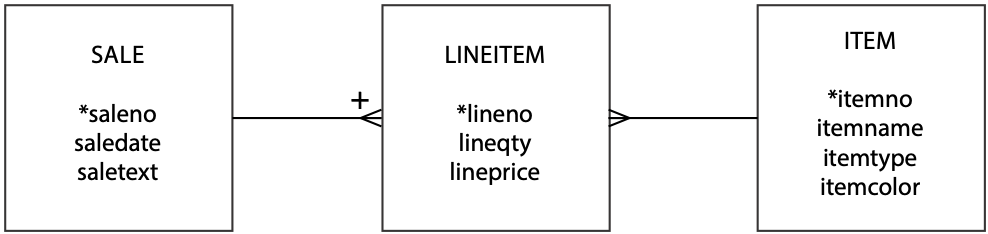 SALE
*saleno
saledate
saletext
+
LINEITEM
*lineno
lineqty
lineprice
ITEM
*itemno
itemname
itemtype
itemcolor